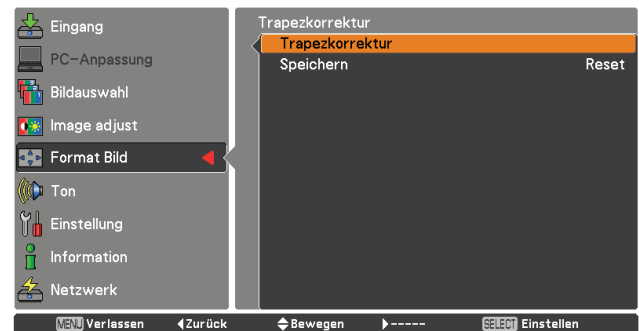 Eingang
PC-Anpassung
Bildauswahl
Image adjust
Format Bild
Ton
Einstellung
Information
Netzwerk
Trapezkorrektur
Trapezkorrektur
Speichern Reset
MENU Verlassen Zurück Bewegen ----- SELECT Einstellen